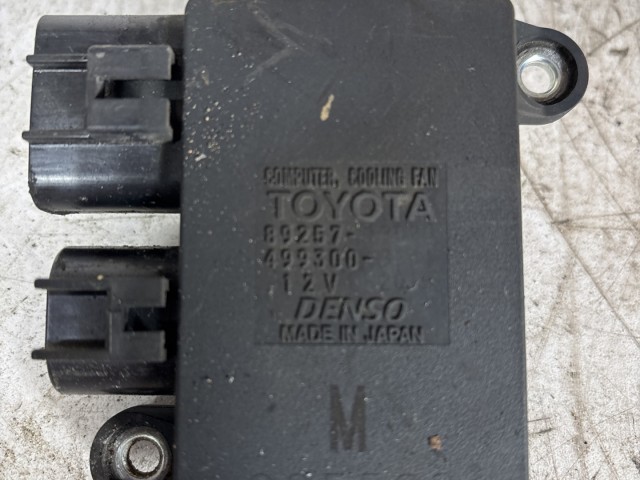 COMPUTER, COOLING FAN
TOYOTA
89257-
499300-
12V
DENSO
MADE IN JAPAN
M